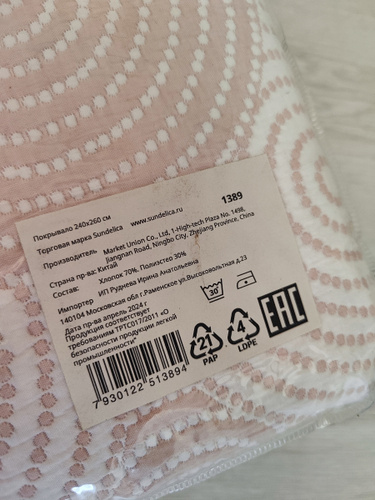 1389
Покрывало 240х260 см
Торговая марка Sundelica www.sundelica.ru
Производитель Market Union Co., Ltd, 1-High-tech Plaza No. 1498,
Jiangnan Road, Ningbo City, Zhejiang Province, China
Страна пр-ва: Китай
Состав: Хлопок 70%. Полиэстер 30%
Импортер ИП Руднева Ирина Анатольевна
140104 Московская обл г.Раменское ул.Высоковольтная д.23
Дата пр-ва апрель 2024 г
Продукция соответствует
требованиям ТРТС017/2011 «О
безопасности продукции легкой
промышленности"
30°
21
PAP
4
LDPE
EAC
7 930122 513894